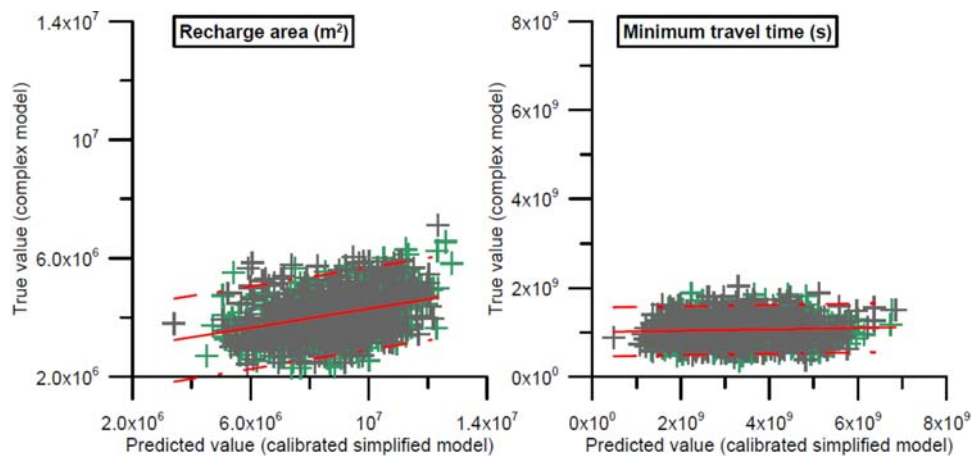 Recharge area (m²)
True value (complex model)
1.4x10⁷
10⁷
6.0x10⁶
2.0x10⁶
2.0x10⁶ 6.0x10⁶ 10⁷ 1.4x10⁷
Predicted value (calibrated simplified model)
Minimum travel time (s)
True value (complex model)
8x10⁹
6x10⁹
4x10⁹
2x10⁹
0x10⁰
0x10⁰ 2x10⁹ 4x10⁹ 6x10⁹ 8x10⁹
Predicted value (calibrated simplified model)